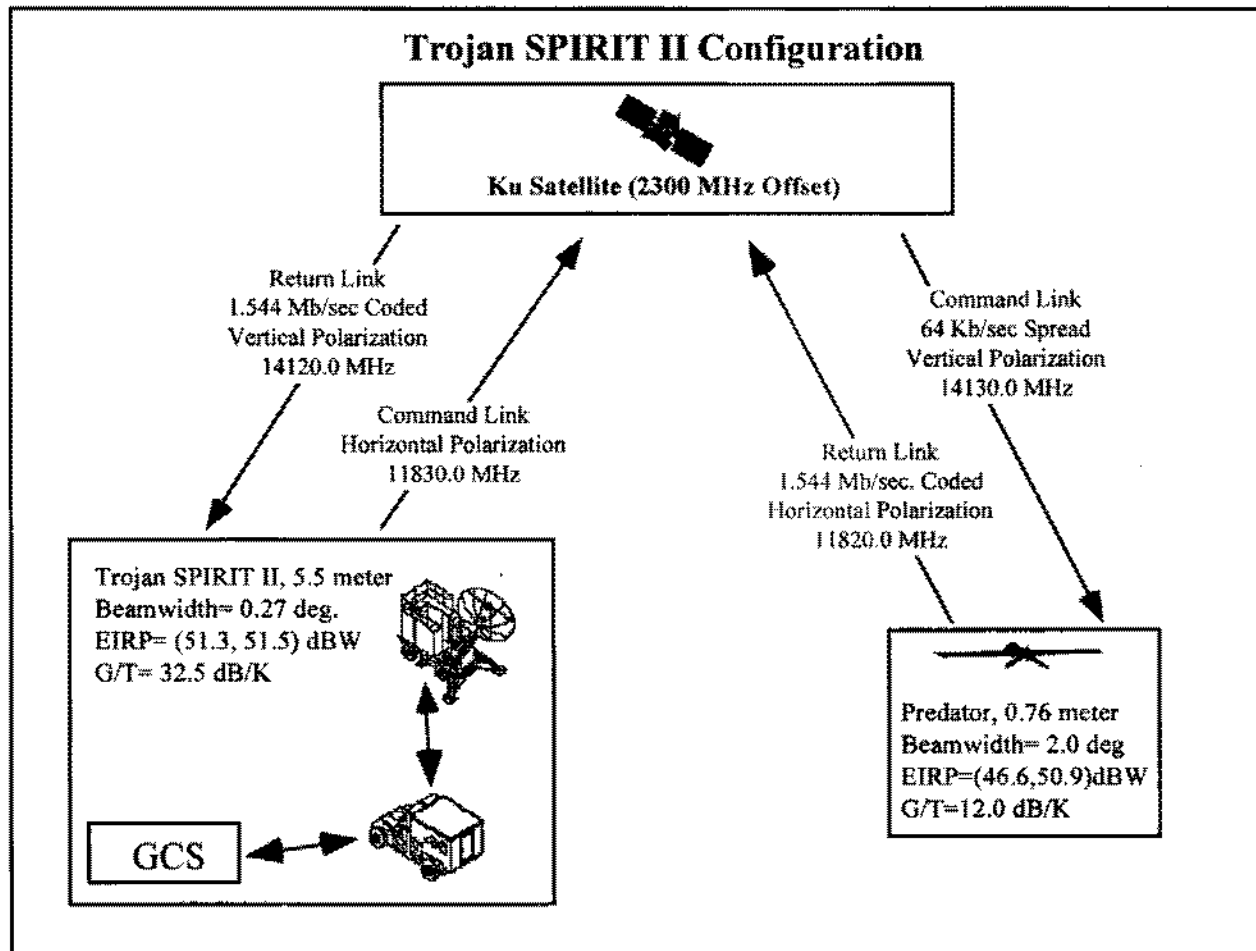 Trojan SPIRIT II Configuration
Ku Satellite (2300 MHz Offset)
Return Link
1.544 Mb/sec Coded
Vertical Polarization
14120.0 MHz
Command Link
Horizontal Polarization
11830.0 MHz
Command Link
64 Kb/sec Spread
Vertical Polarization
14130.0 MHz
Return Link
1.544 Mb/sec. Coded
Horizontal Polarization
11820.0 MHz
Trojan SPIRIT II, 5.5 meter
Beamwidth= 0.27 deg.
EIRP= (51.3, 51.5) dBW
G/T= 32.5 dB/K
GCS
Predator, 0.76 meter
Beamwidth= 2.0 deg
EIRP=(46.6,50.9)dBW
G/T=12.0 dB/K